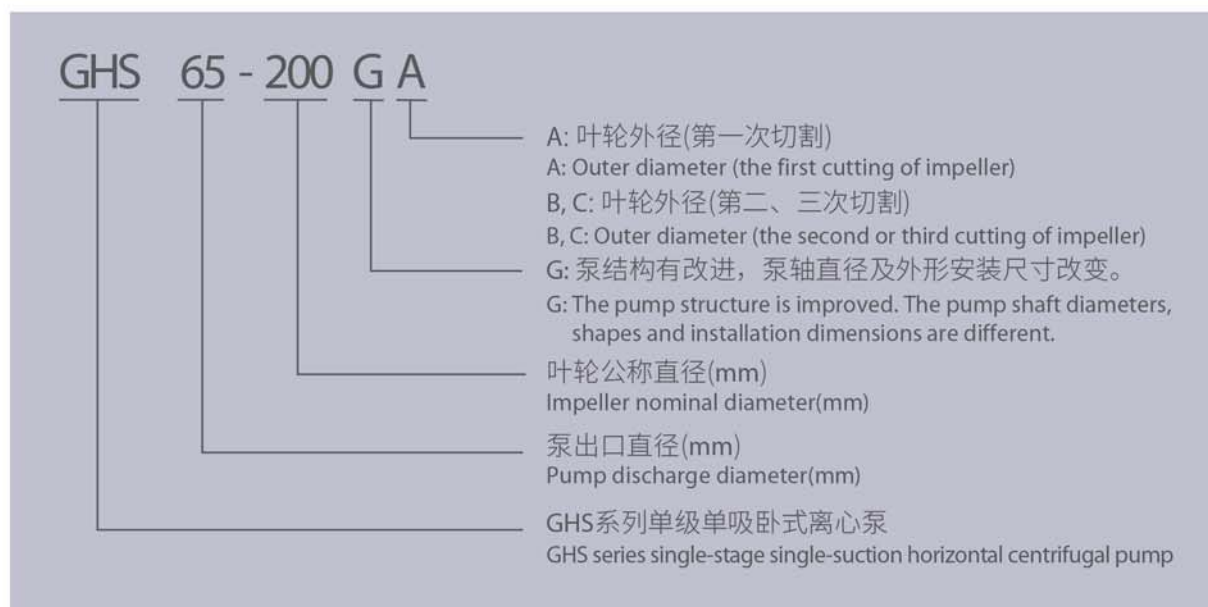 GHS 65 - 200 G A
A: 叶轮外径(第一次切割)
A: Outer diameter (the first cutting of impeller)
B, C: 叶轮外径(第二、三次切割)
B, C: Outer diameter (the second or third cutting of impeller)
G: 泵结构有改进，泵轴直径及外形安装尺寸改变。
G: The pump structure is improved. The pump shaft diameters,
shapes and installation dimensions are different.
叶轮公称直径(mm)
Impeller nominal diameter(mm)
泵出口直径(mm)
Pump discharge diameter(mm)
GHS系列单级单吸卧式离心泵
GHS series single-stage single-suction horizontal centrifugal pump